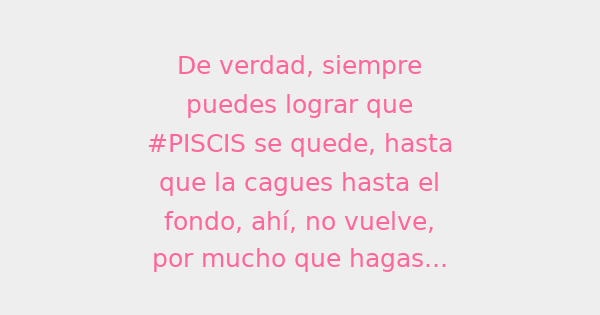 De verdad, siempre
puedes lograr que
#PISCIS se quede, hasta
que la cagues hasta el
fondo, ahí, no vuelve,
por mucho que hagas...